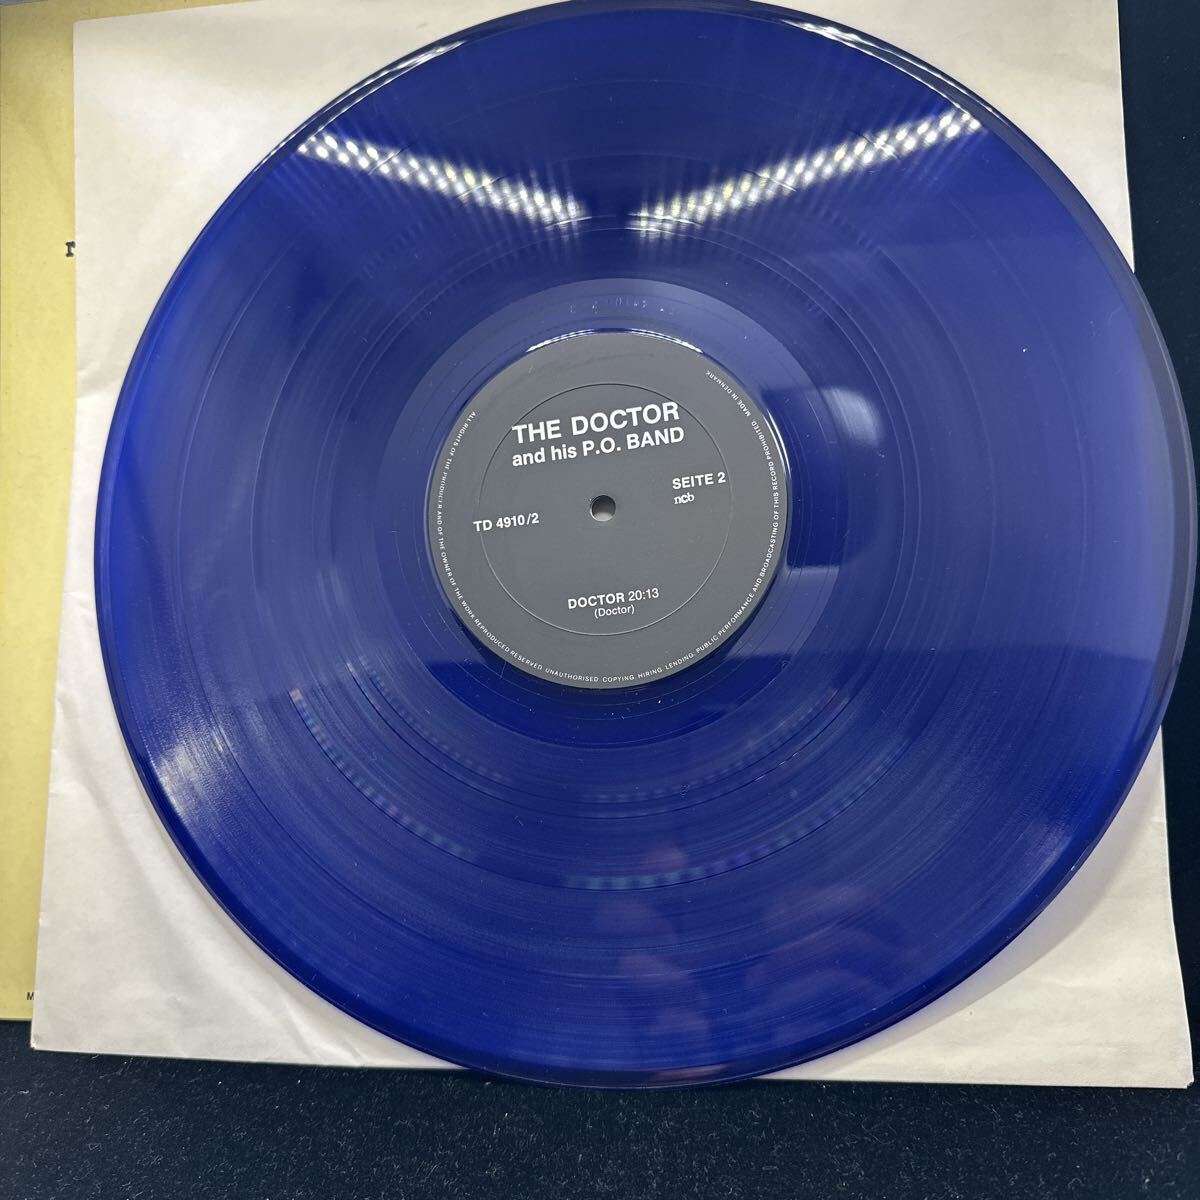 THE DOCTOR
and his P.O. BAND
SEITE 2
ncb
TD 4910/2
DOCTOR 20:13
(Doctor)
ALL RIGHTS OF THE PRODUCER AND OF THE OWNER OF THE WORK REPRODUCED RESERVED. UNAUTHORISED COPYING. HIRING. LENDING. PUBLIC PERFORMANCE AND BROADCASTING OF THIS RECORD PROHIBITED. MADE IN DENMARK
r
M